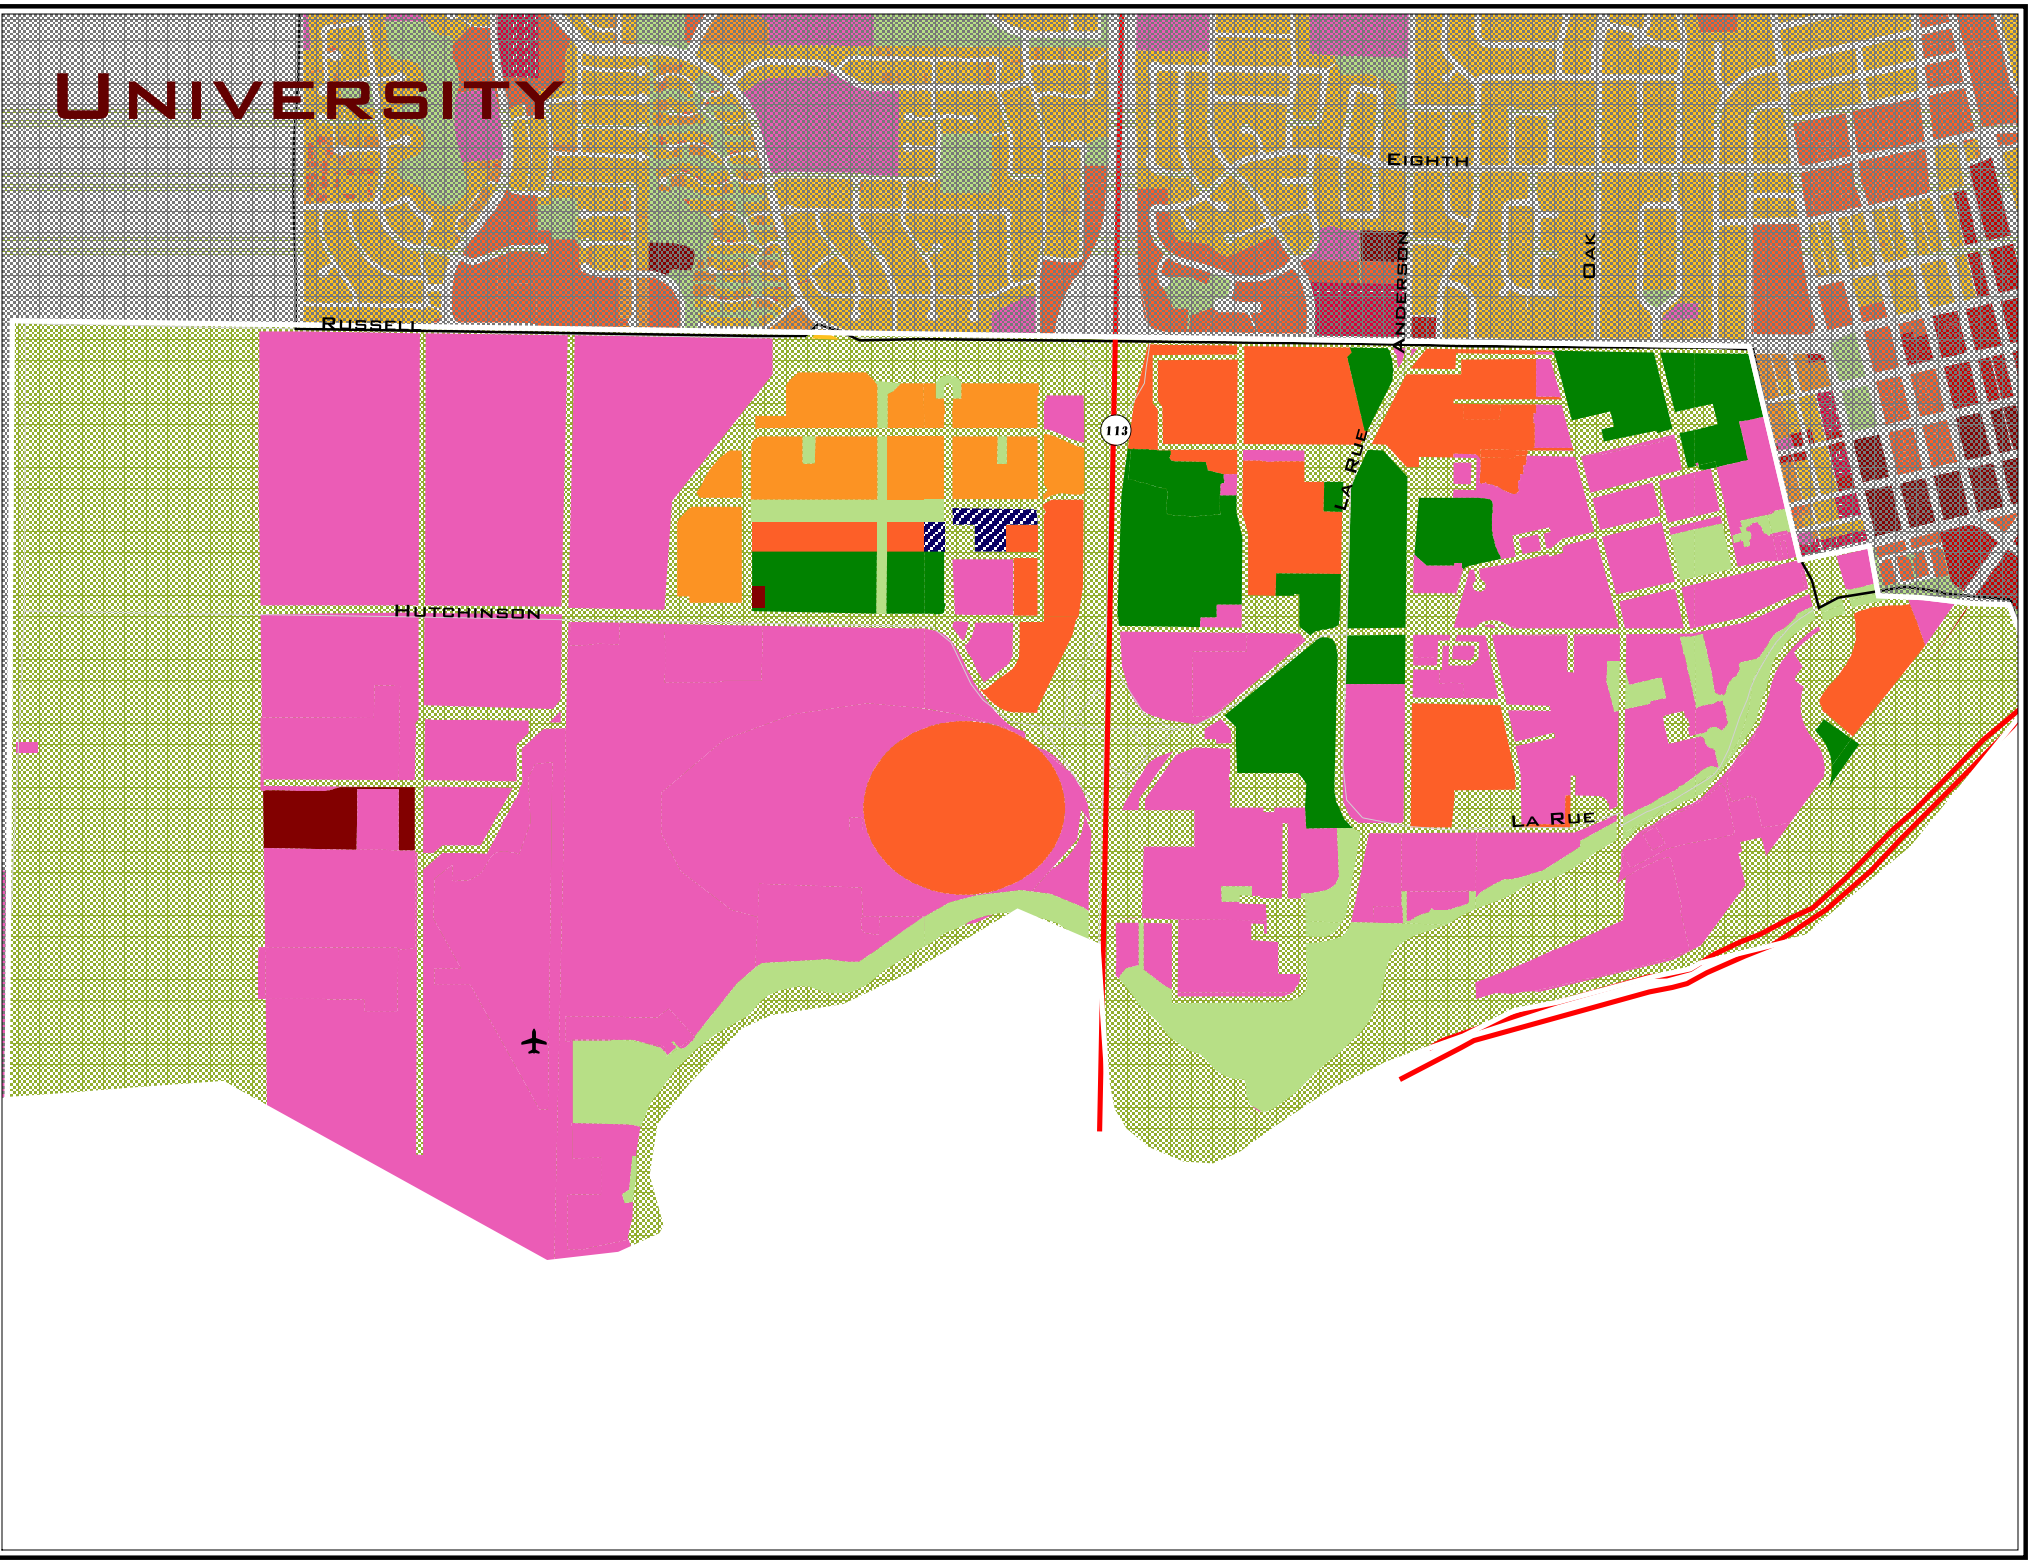 UNIVERSITY
EIGHTH
OAK
ANDERSON
RUSSELL
113
LA RUE
HUTCHINSON
LA RUE